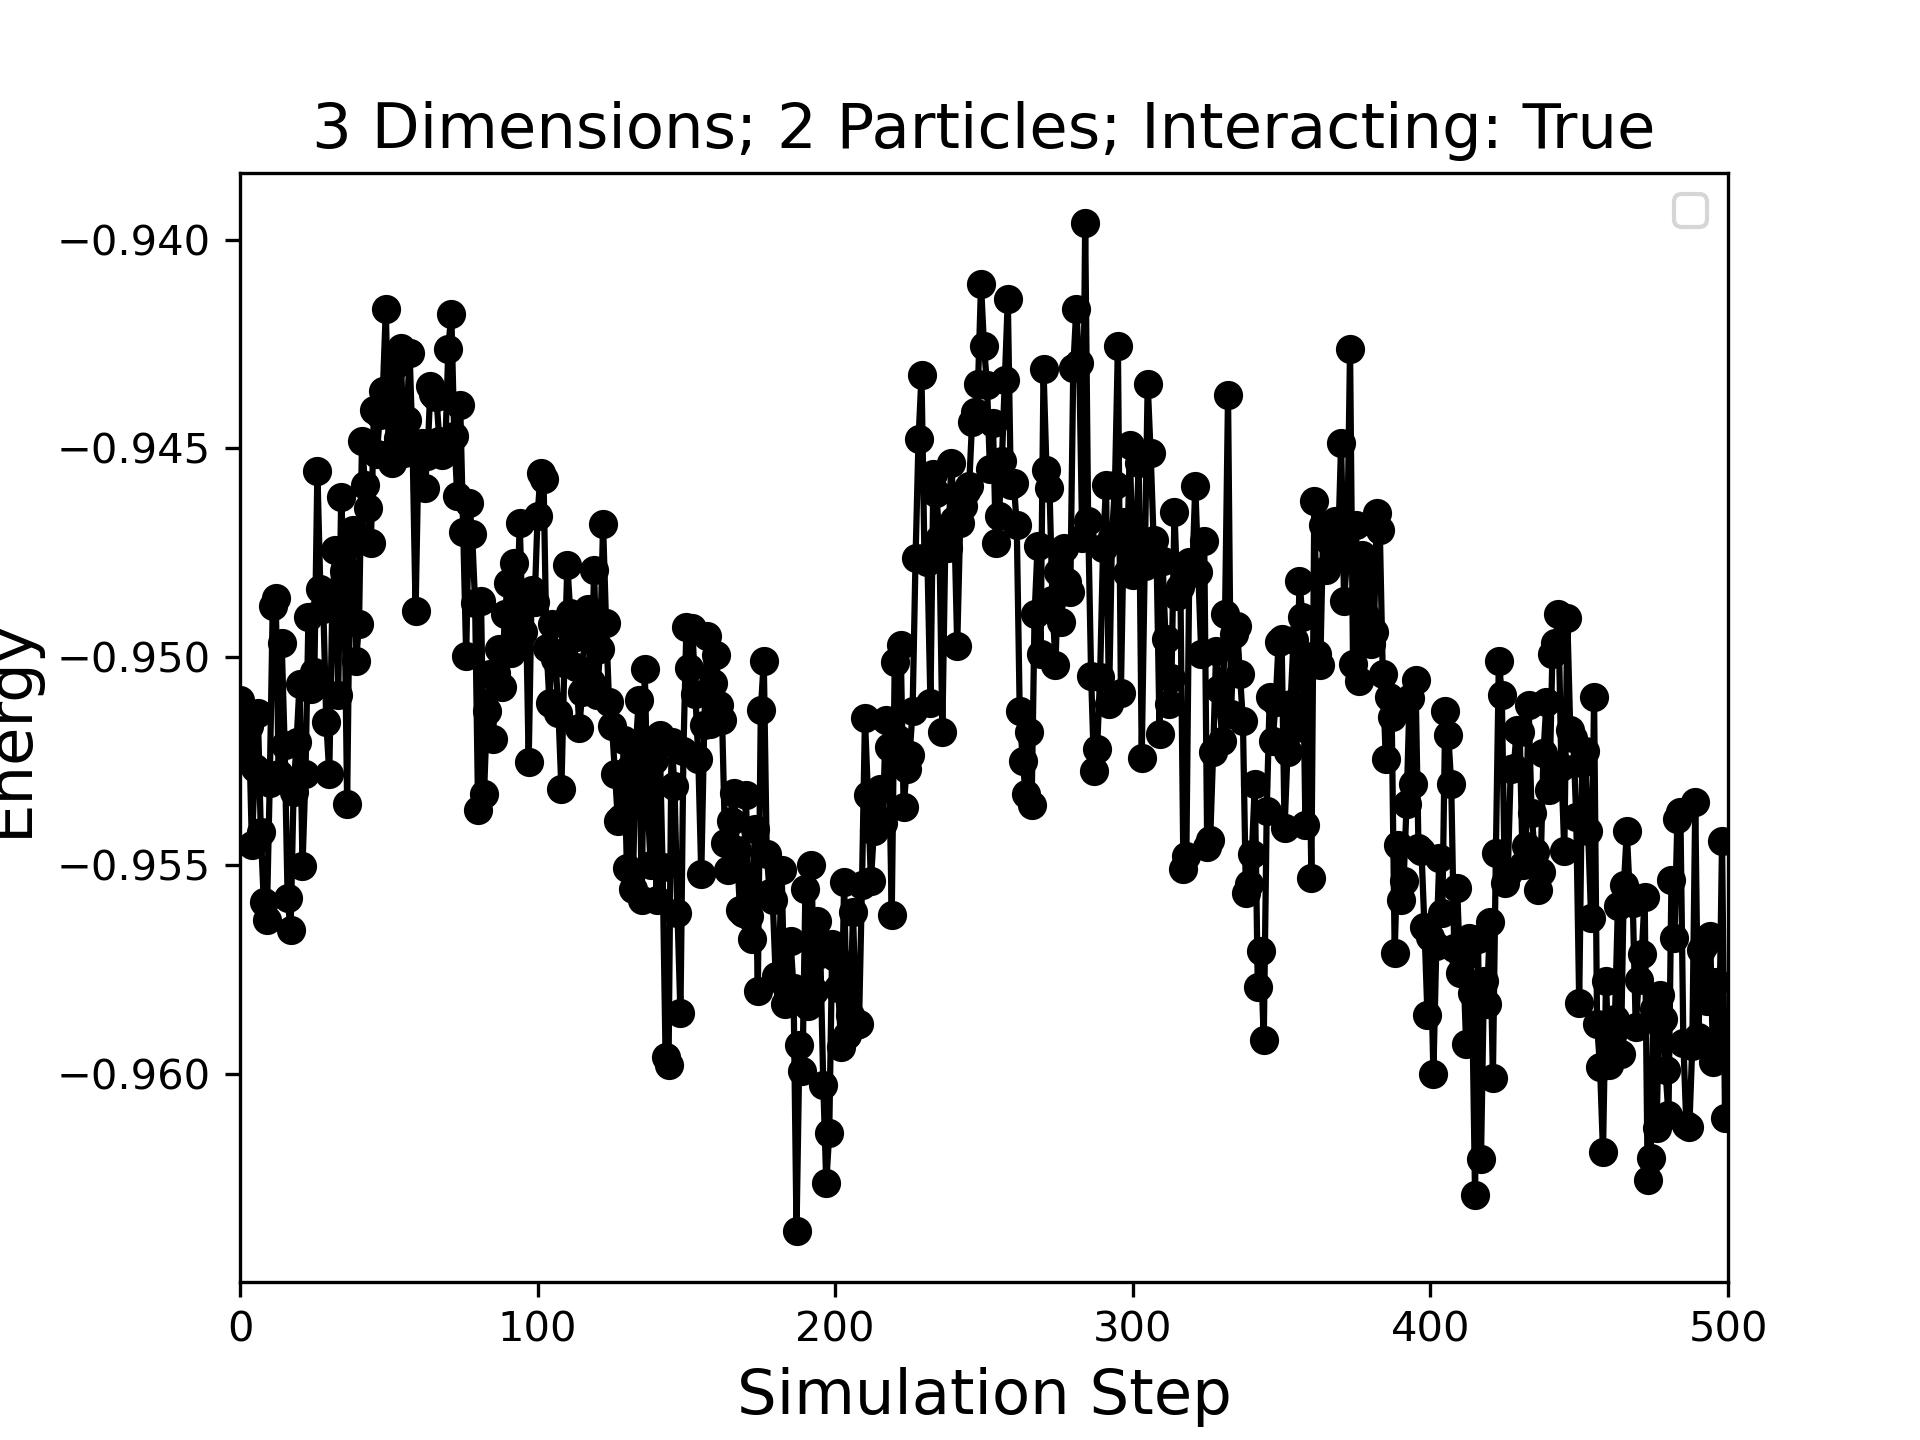 3 Dimensions; 2 Particles; Interacting: True
−0.940
−0.945
−0.950
−0.955
−0.960
Energy
0 100 200 300 400 500
Simulation Step